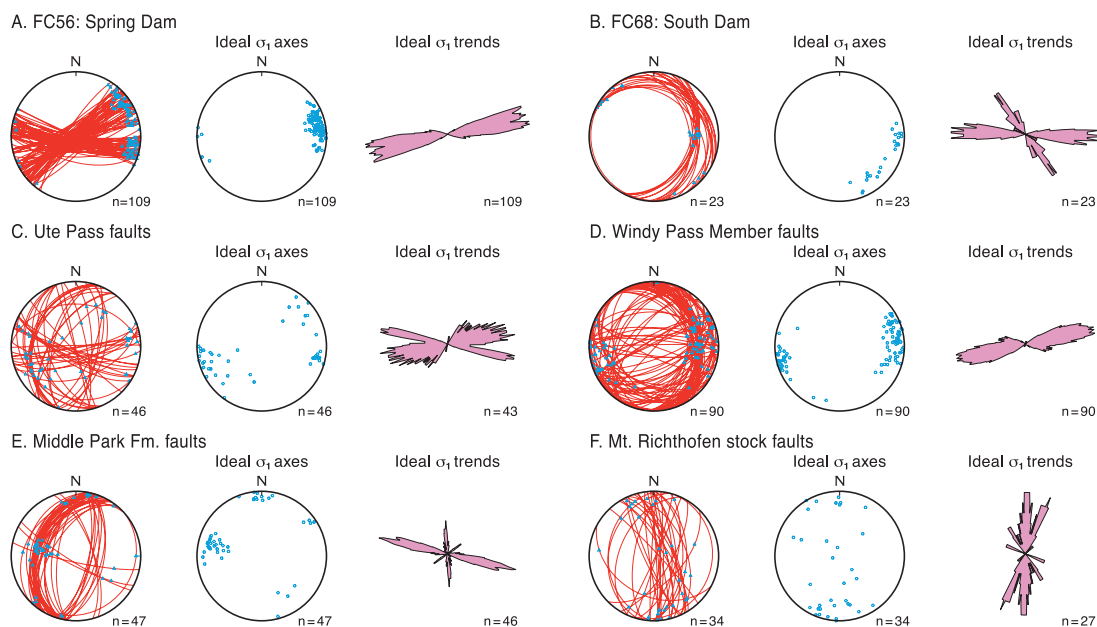 A. FC56: Spring Dam
Ideal σ₁ axes
Ideal σ₁ trends
N
N
n=109
n=109
n=109
B. FC68: South Dam
Ideal σ₁ axes
Ideal σ₁ trends
N
N
n=23
n=23
n=23
C. Ute Pass faults
Ideal σ₁ axes
Ideal σ₁ trends
N
N
n=46
n=46
n=43
D. Windy Pass Member faults
Ideal σ₁ axes
Ideal σ₁ trends
N
N
n=90
n=90
n=90
E. Middle Park Fm. faults
Ideal σ₁ axes
Ideal σ₁ trends
N
N
n=47
n=47
n=46
F. Mt. Richthofen stock faults
Ideal σ₁ axes
Ideal σ₁ trends
N
N
n=34
n=34
n=27